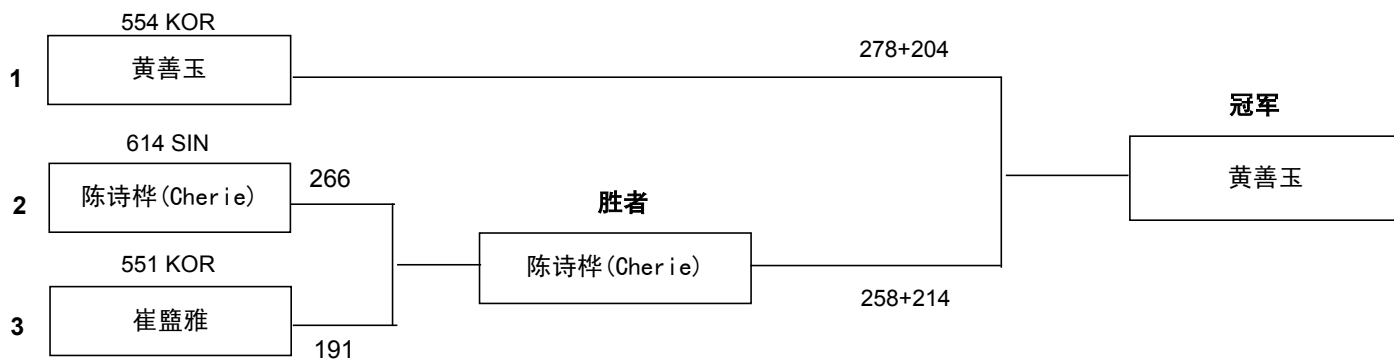 554 KOR
1
黄善玉
278+204
冠军
黄善玉
614 SIN
2
陈诗桦(Cherie)
266
胜者
陈诗桦(Cherie)
258+214
551 KOR
3
崔盬雅
191